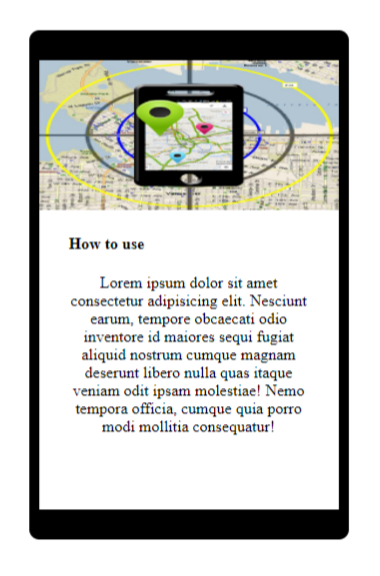 How to use
Lorem ipsum dolor sit amet
consectetur adipisicing elit. Nesciunt
earum, tempore obcaecati odio
inventore id maiores sequi fugiat
aliquid nostrum cumque magnam
deserunt libero nulla quas itaque
veniam odit ipsam molestiae! Nemo
tempora officia, cumque quia porro
modi mollitia consequatur!